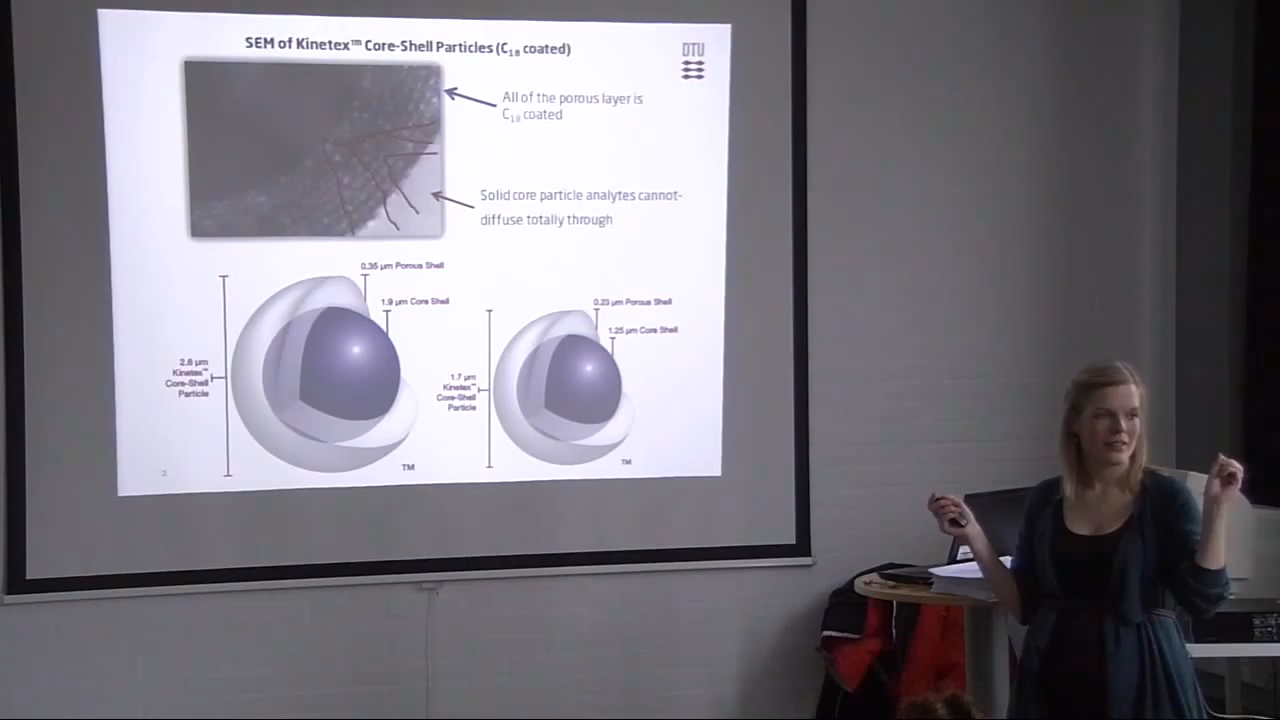 SEM of Kinetex™ Core-Shell Particles (C₁₈ coated)
DTU
All of the porous layer is
C₁₈ coated
Solid core particle analytes cannot-
diffuse totally through
0.35 µm Porous Shell
1.9 µm Core Shell
2.6 µm
Kinetex™
Core-Shell
Particle
TM
0.23 µm Porous Shell
1.25 µm Core Shell
1.7 µm
Kinetex™
Core-Shell
Particle
TM
3